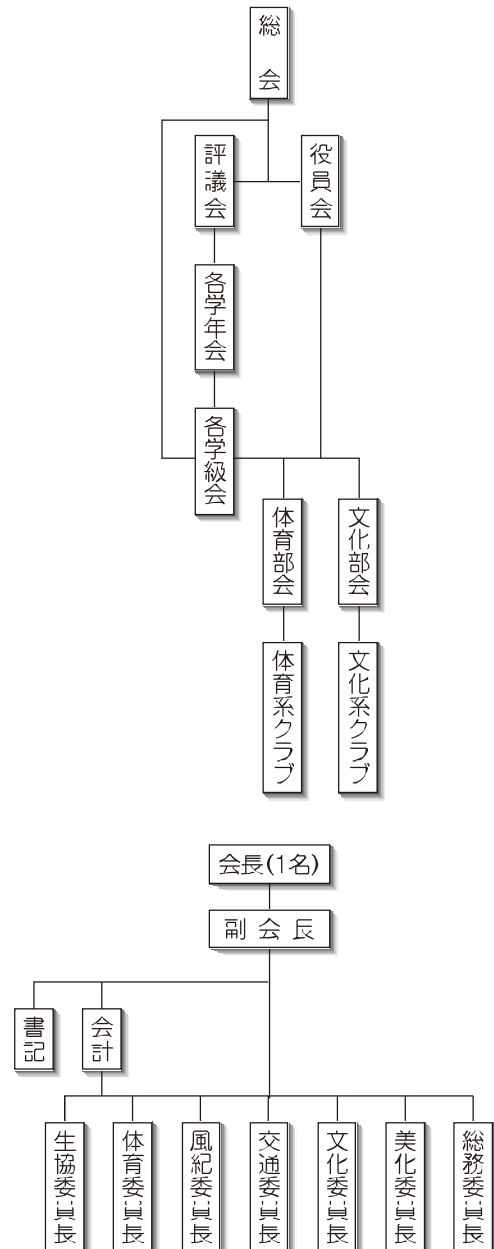 総会
評議会
役員会
各学年会
各学級会
体育部会
文化部会
体育系クラブ
文化系クラブ
会長(1名)
副会長
書記
会計
生協委員長
体育委員長
風紀委員長
交通委員長
文化委員長
美化委員長
総務委員長